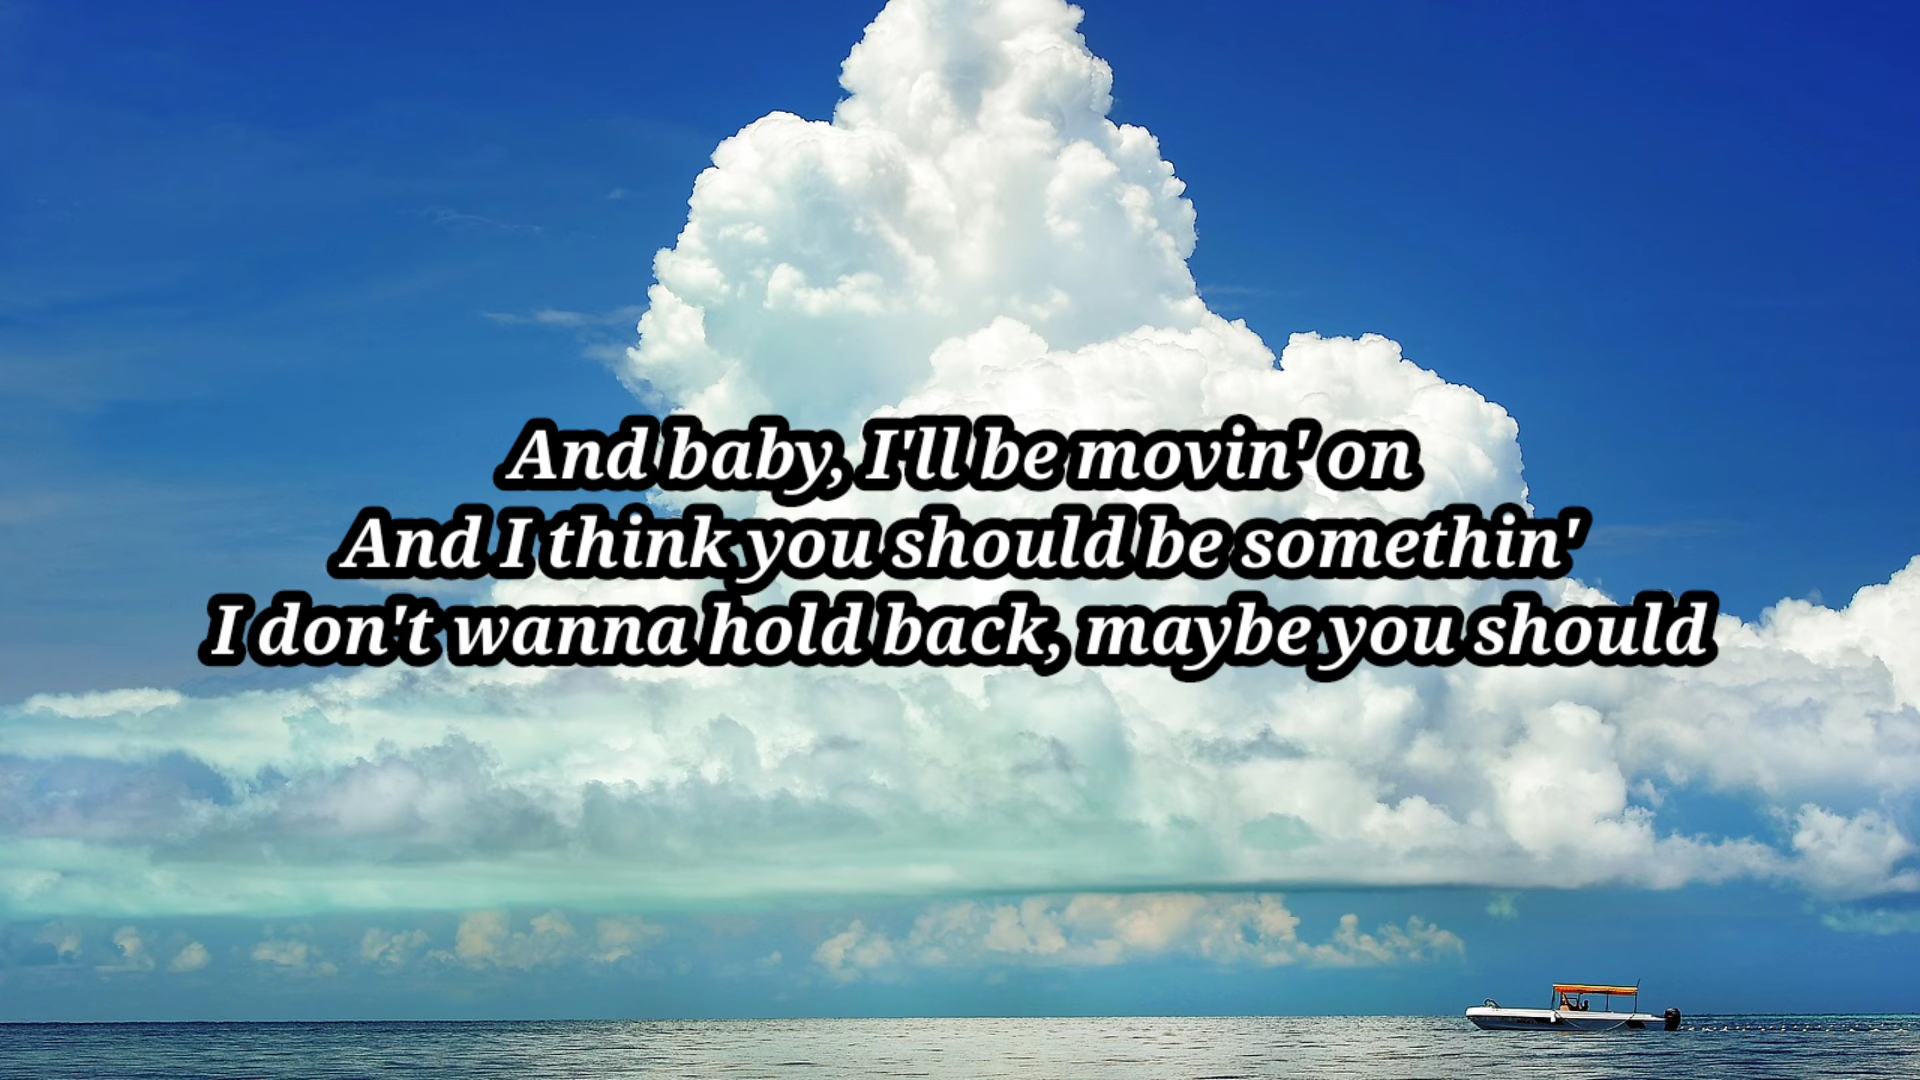 And baby, I'll be movin' on
And I think you should be somethin'
I don't wanna hold back, maybe you should